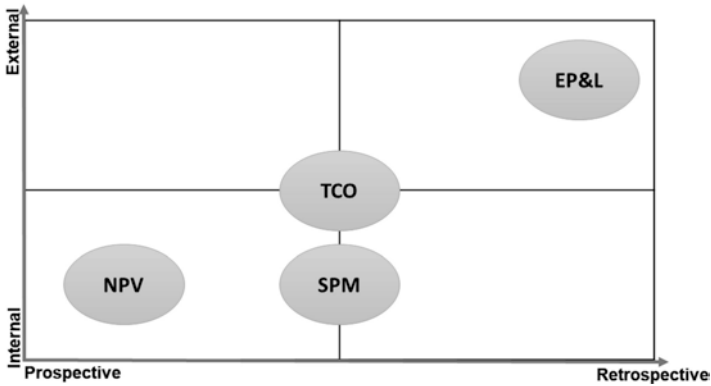 External
EP&L
TCO
NPV
SPM
Internal
Prospective
Retrospective